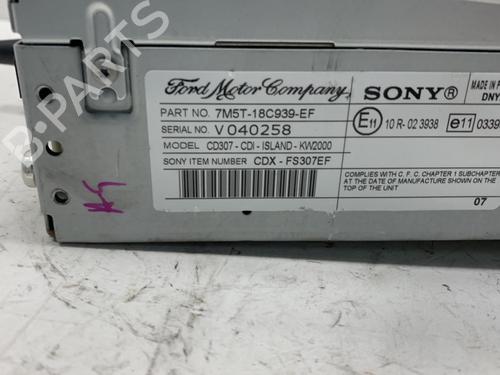 B-PARTS
Ford Motor Company SONY® MADE IN P
DNY
PART NO. 7M5T-18C939-EF
SERIAL NO. V 040258
MODEL CD307 - CDI - ISLAND - KW2000
SONY ITEM NUMBER CDX - FS307EF
E11 10 R- 02 3938 e11 0339
COMPLIES WITH C. F. C. CHAPTER 1 SUBCHAPTER
AT THE DATE OF MANUFACTURE SHOWN ON THE
TOP OF THE UNIT
07